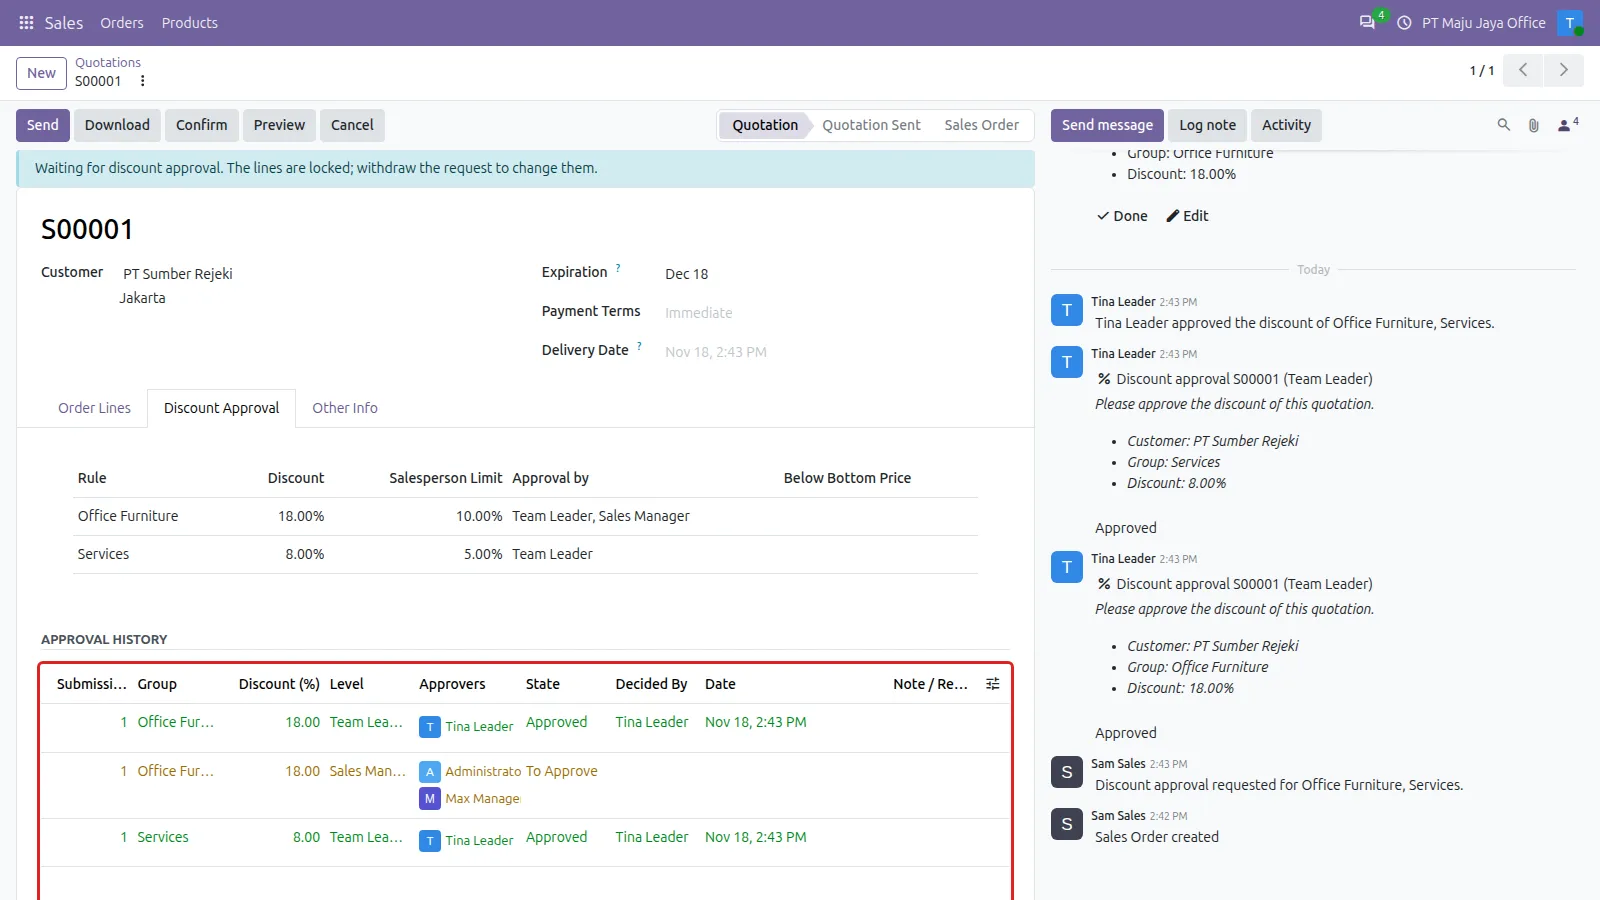 Sales Orders Products
4 PT Maju Jaya Office T
New Quotations
S00001
1 / 1
Send Download Confirm Preview Cancel
Quotation Quotation Sent Sales Order
Send message Log note Activity 4
Waiting for discount approval. The lines are locked; withdraw the request to change them.
S00001
Customer PT Sumber Rejeki
Jakarta
Expiration ? Dec 18
Payment Terms Immediate
Delivery Date ? Nov 18, 2:43 PM
Order Lines Discount Approval Other Info
Rule Discount Salesperson Limit Approval by Below Bottom Price
Office Furniture 18.00% 10.00% Team Leader, Sales Manager
Services 8.00% 5.00% Team Leader
APPROVAL HISTORY
Submissi... Group Discount (%) Level Approvers State Decided By Date Note / Re...
1 Office Fur... 18.00 Team Lea... T Tina Leader Approved Tina Leader Nov 18, 2:43 PM
1 Office Fur... 18.00 Sales Man... A Administrato To Approve
M Max Manage
1 Services 8.00 Team Lea... T Tina Leader Approved Tina Leader Nov 18, 2:43 PM
• Group: Office Furniture
• Discount: 18.00%
Done Edit
Today
T Tina Leader 2:43 PM
Tina Leader approved the discount of Office Furniture, Services.
T Tina Leader 2:43 PM
% Discount approval S00001 (Team Leader)
Please approve the discount of this quotation.
• Customer: PT Sumber Rejeki
• Group: Services
• Discount: 8.00%
Approved
T Tina Leader 2:43 PM
% Discount approval S00001 (Team Leader)
Please approve the discount of this quotation.
• Customer: PT Sumber Rejeki
• Group: Office Furniture
• Discount: 18.00%
Approved
S Sam Sales 2:43 PM
Discount approval requested for Office Furniture, Services.
S Sam Sales 2:42 PM
Sales Order created